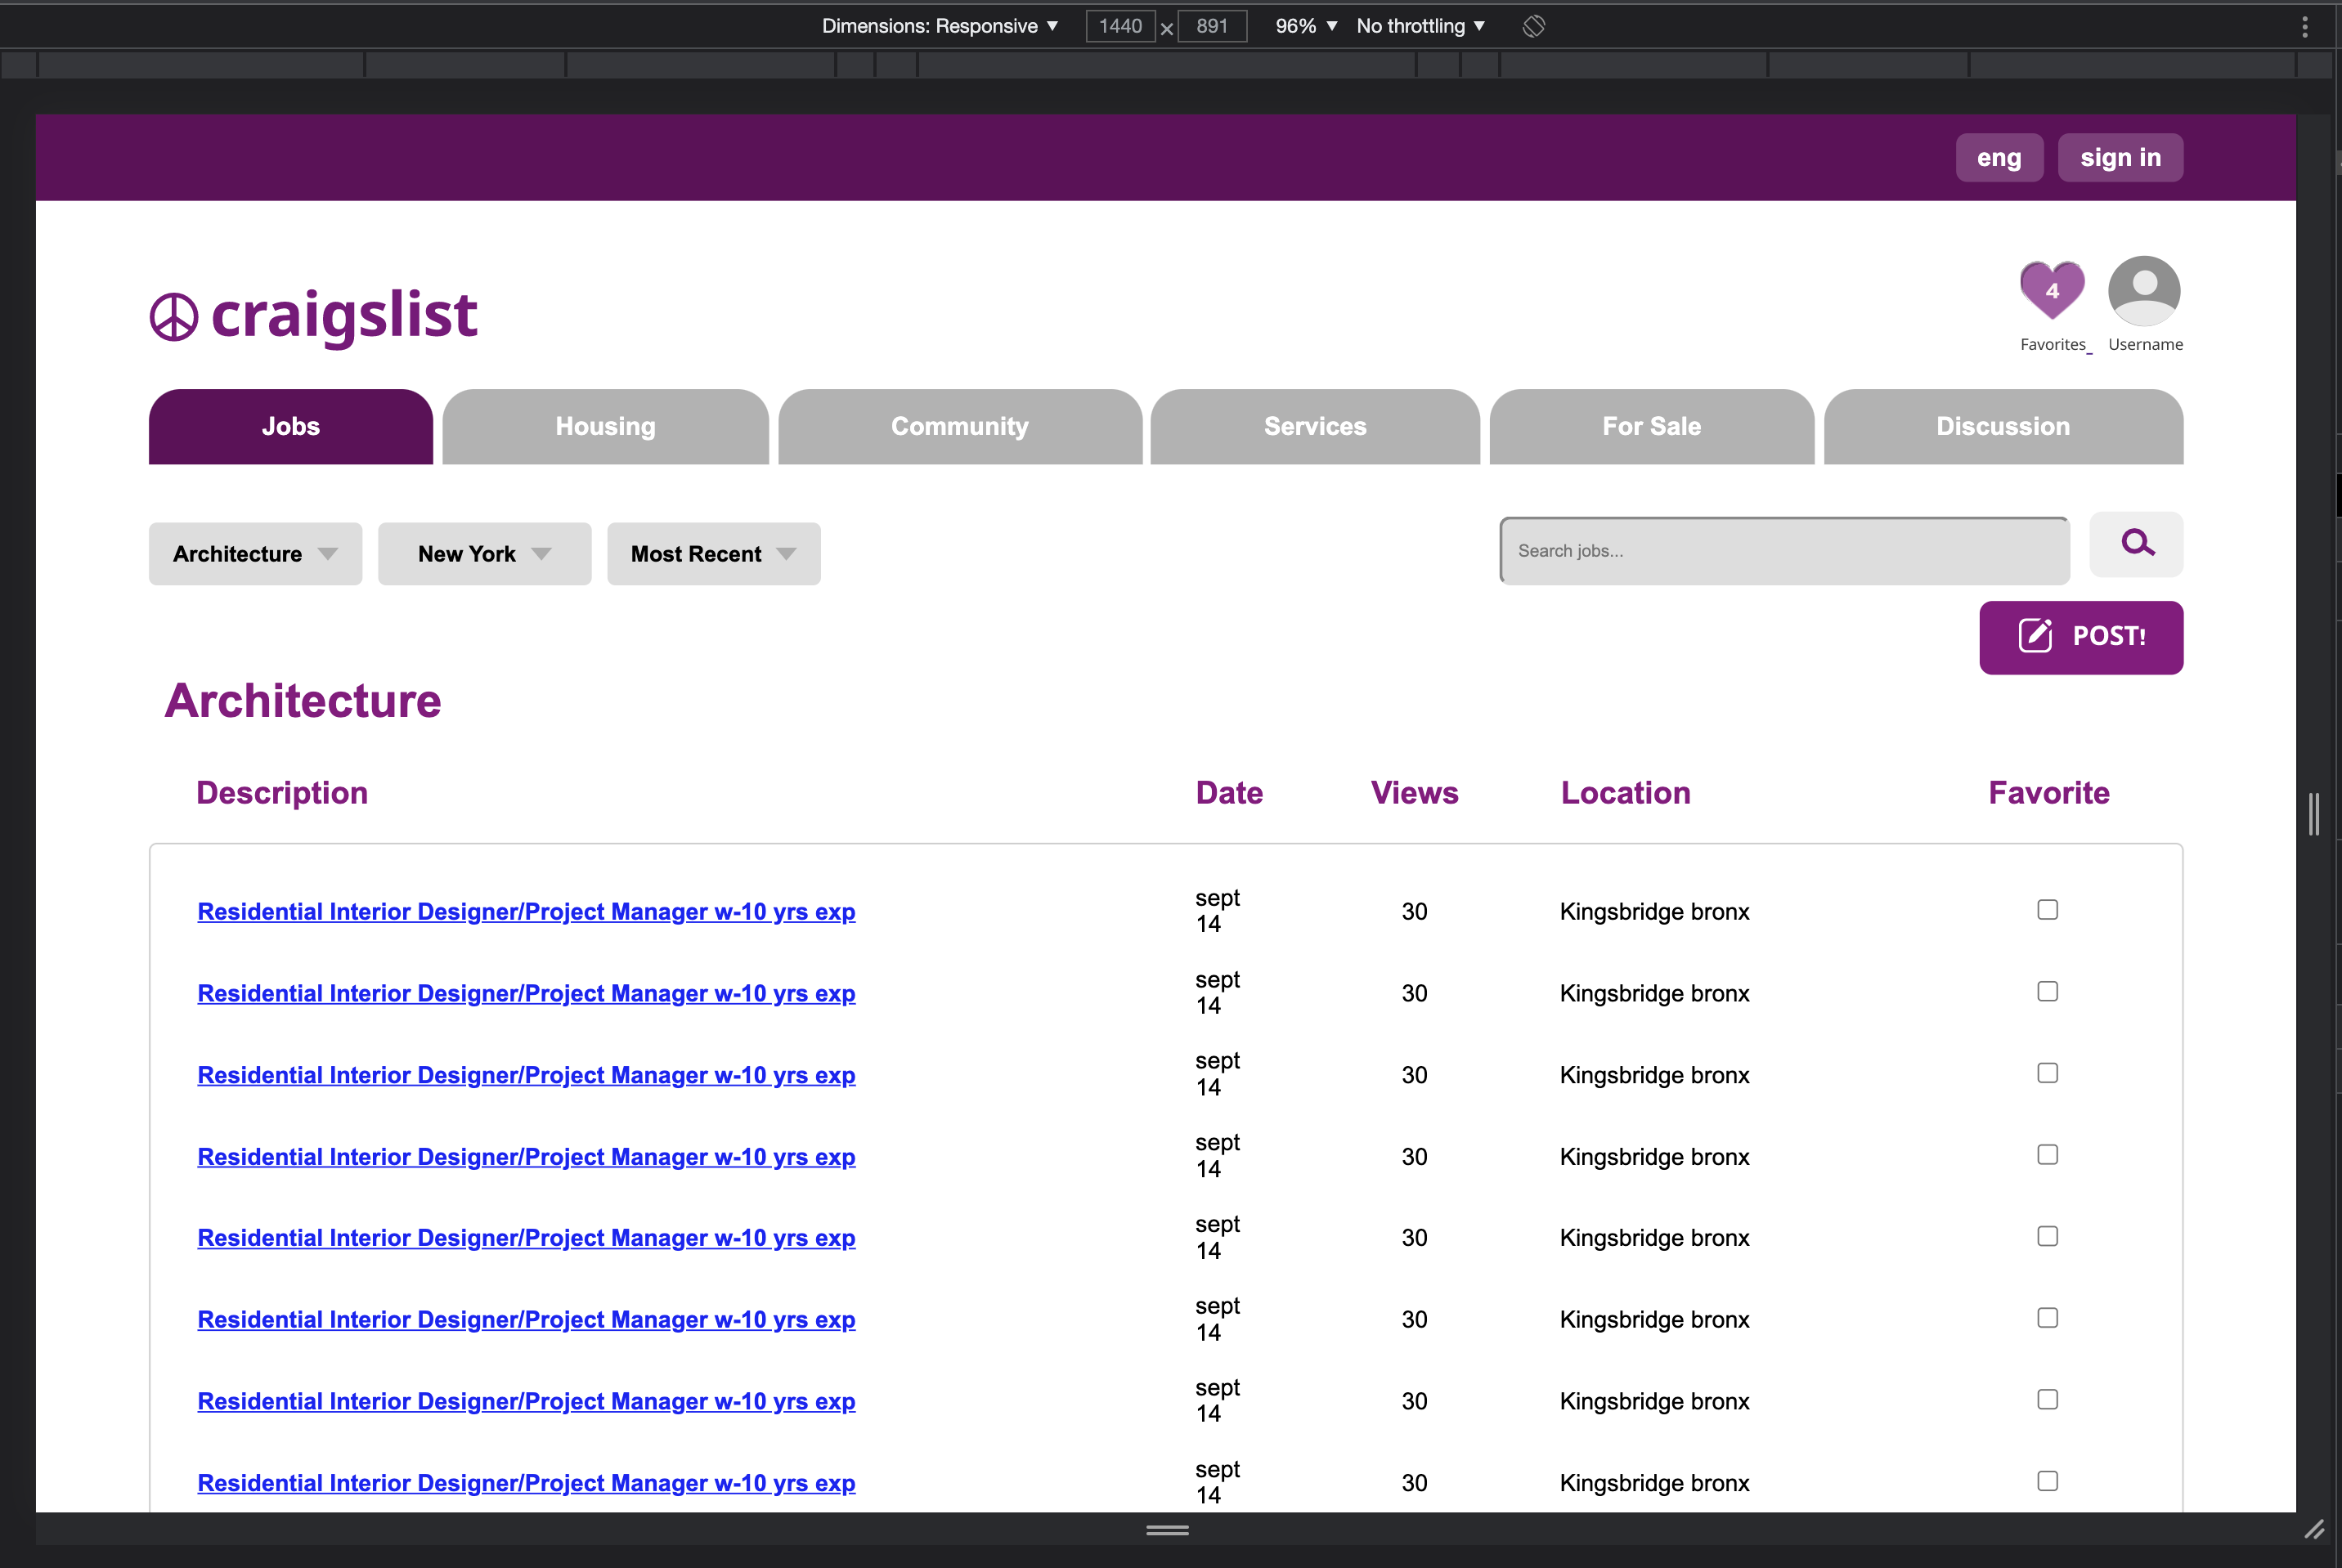 Dimensions: Responsive ▼ 1440 × 891 96% ▼ No throttling ▼
eng sign in
craigslist
4
Favorites Username
Jobs Housing Community Services For Sale Discussion
Architecture New York Most Recent Search jobs...
POST!
Architecture
Description Date Views Location Favorite
Residential Interior Designer/Project Manager w-10 yrs exp sept 14 30 Kingsbridge bronx
Residential Interior Designer/Project Manager w-10 yrs exp sept 14 30 Kingsbridge bronx
Residential Interior Designer/Project Manager w-10 yrs exp sept 14 30 Kingsbridge bronx
Residential Interior Designer/Project Manager w-10 yrs exp sept 14 30 Kingsbridge bronx
Residential Interior Designer/Project Manager w-10 yrs exp sept 14 30 Kingsbridge bronx
Residential Interior Designer/Project Manager w-10 yrs exp sept 14 30 Kingsbridge bronx
Residential Interior Designer/Project Manager w-10 yrs exp sept 14 30 Kingsbridge bronx
Residential Interior Designer/Project Manager w-10 yrs exp sept 14 30 Kingsbridge bronx